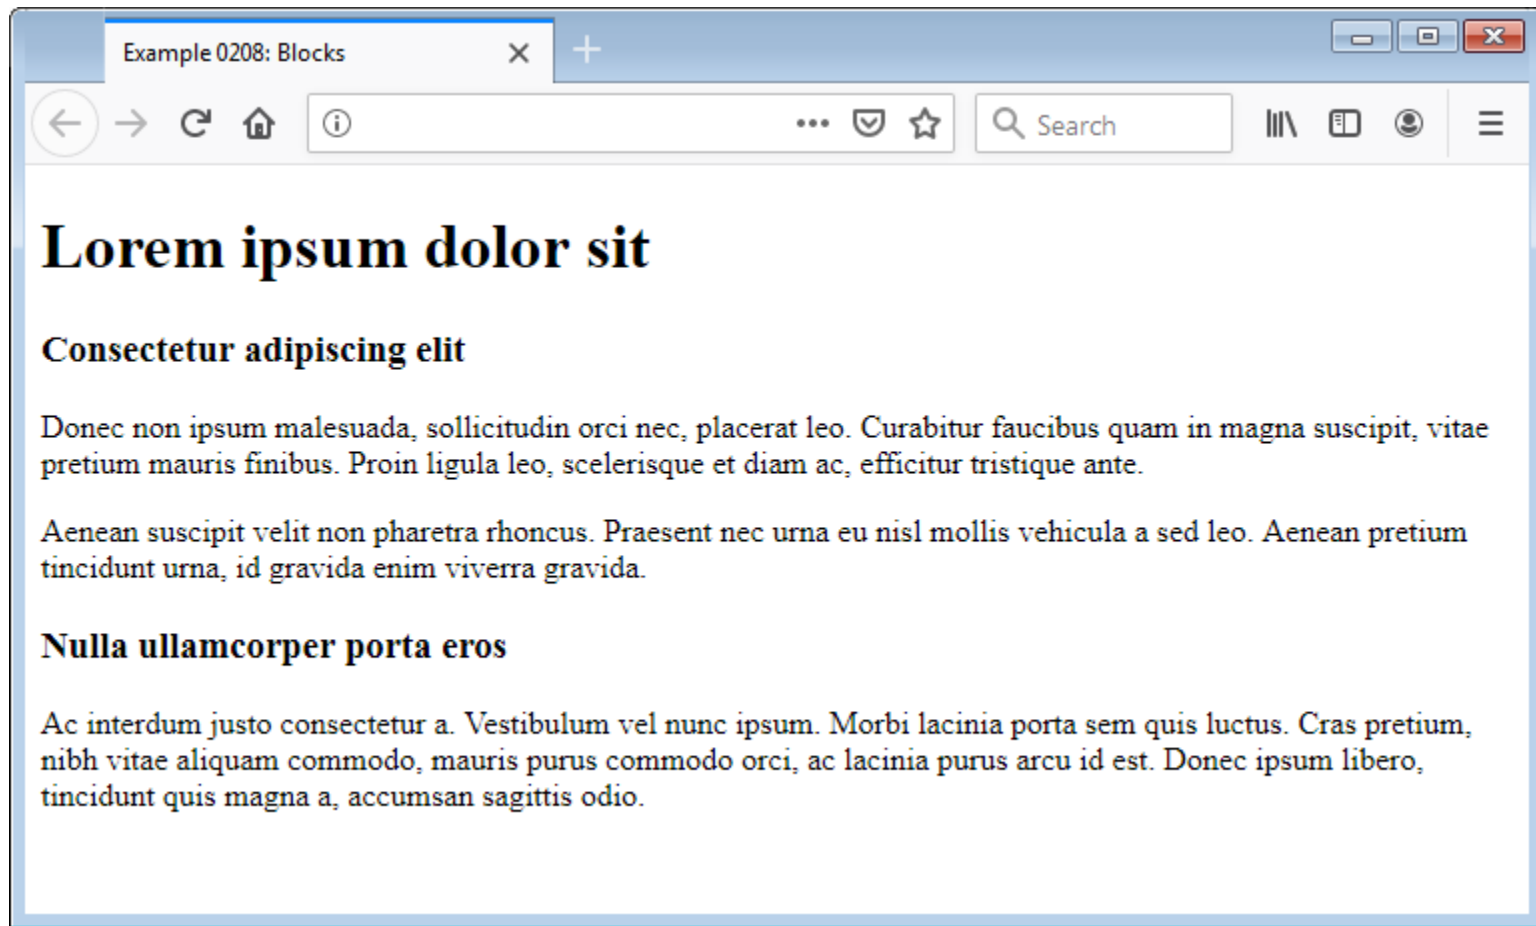 Example 0208: Blocks
Search
Lorem ipsum dolor sit
Consectetur adipiscing elit
Donec non ipsum malesuada, sollicitudin orci nec, placerat leo. Curabitur faucibus quam in magna suscipit, vitae
pretium mauris finibus. Proin ligula leo, scelerisque et diam ac, efficitur tristique ante.
Aenean suscipit velit non pharetra rhoncus. Praesent nec urna eu nisl mollis vehicula a sed leo. Aenean pretium
tincidunt urna, id gravida enim viverra gravida.
Nulla ullamcorper porta eros
Ac interdum justo consectetur a. Vestibulum vel nunc ipsum. Morbi lacinia porta sem quis luctus. Cras pretium,
nibh vitae aliquam commodo, mauris purus commodo orci, ac lacinia purus arcu id est. Donec ipsum libero,
tincidunt quis magna a, accumsan sagittis odio.